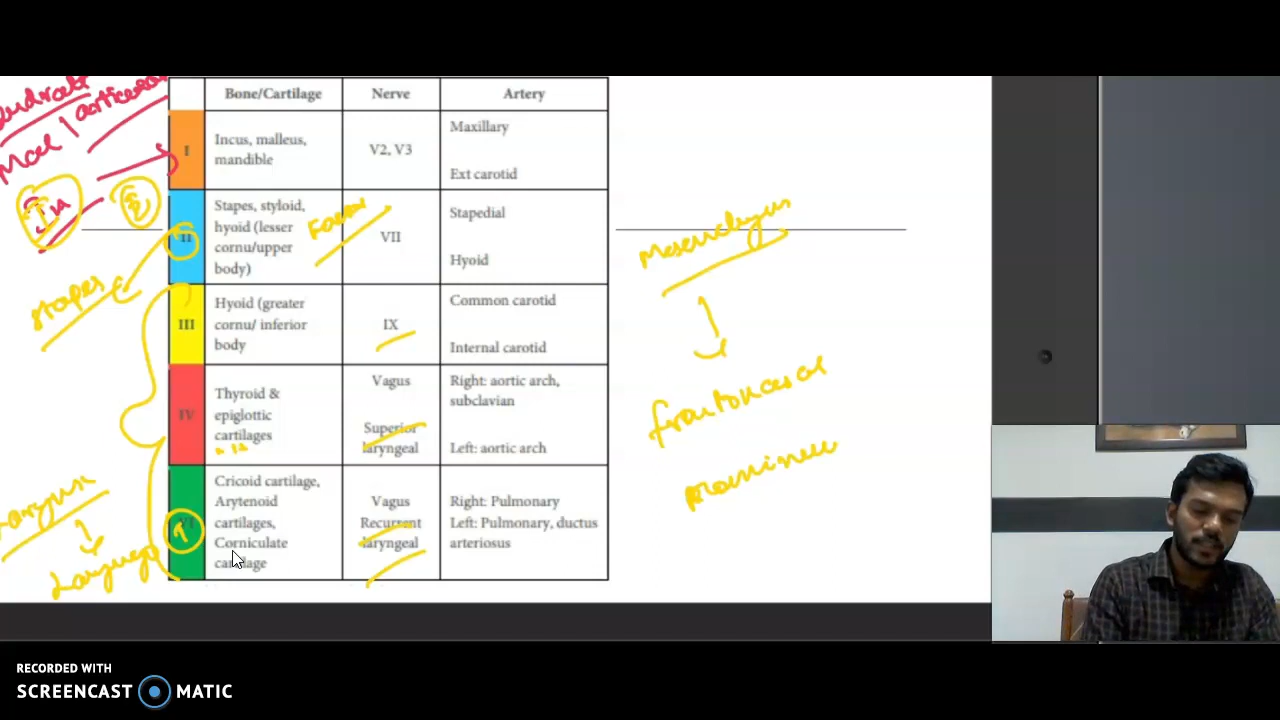 Bone/Cartilage Nerve Artery
I
Incus, malleus,
mandible
V2, V3
Maxillary
Ext carotid
II
Stapes, styloid,
hyoid (lesser
cornu/upper
body)
VII
Stapedial
Hyoid
stapes
III
Hyoid (greater
cornu/ inferior
body
IX
Common carotid
Internal carotid
IV
Thyroid &
epiglottic
cartilages
Vagus
Superior
laryngeal
Right: aortic arch,
subclavian
Left: aortic arch
VI
Cricoid cartilage,
Arytenoid
cartilages,
Corniculate
cartilage
Vagus
Recurrent
laryngeal
Right: Pulmonary
Left: Pulmonary, ductus
arteriosus
RECORDED WITH
SCREENCAST MATIC